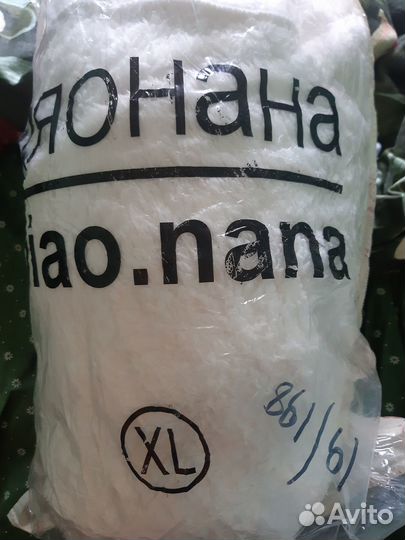 яонана
iao.nana
XL
861//61
Avito